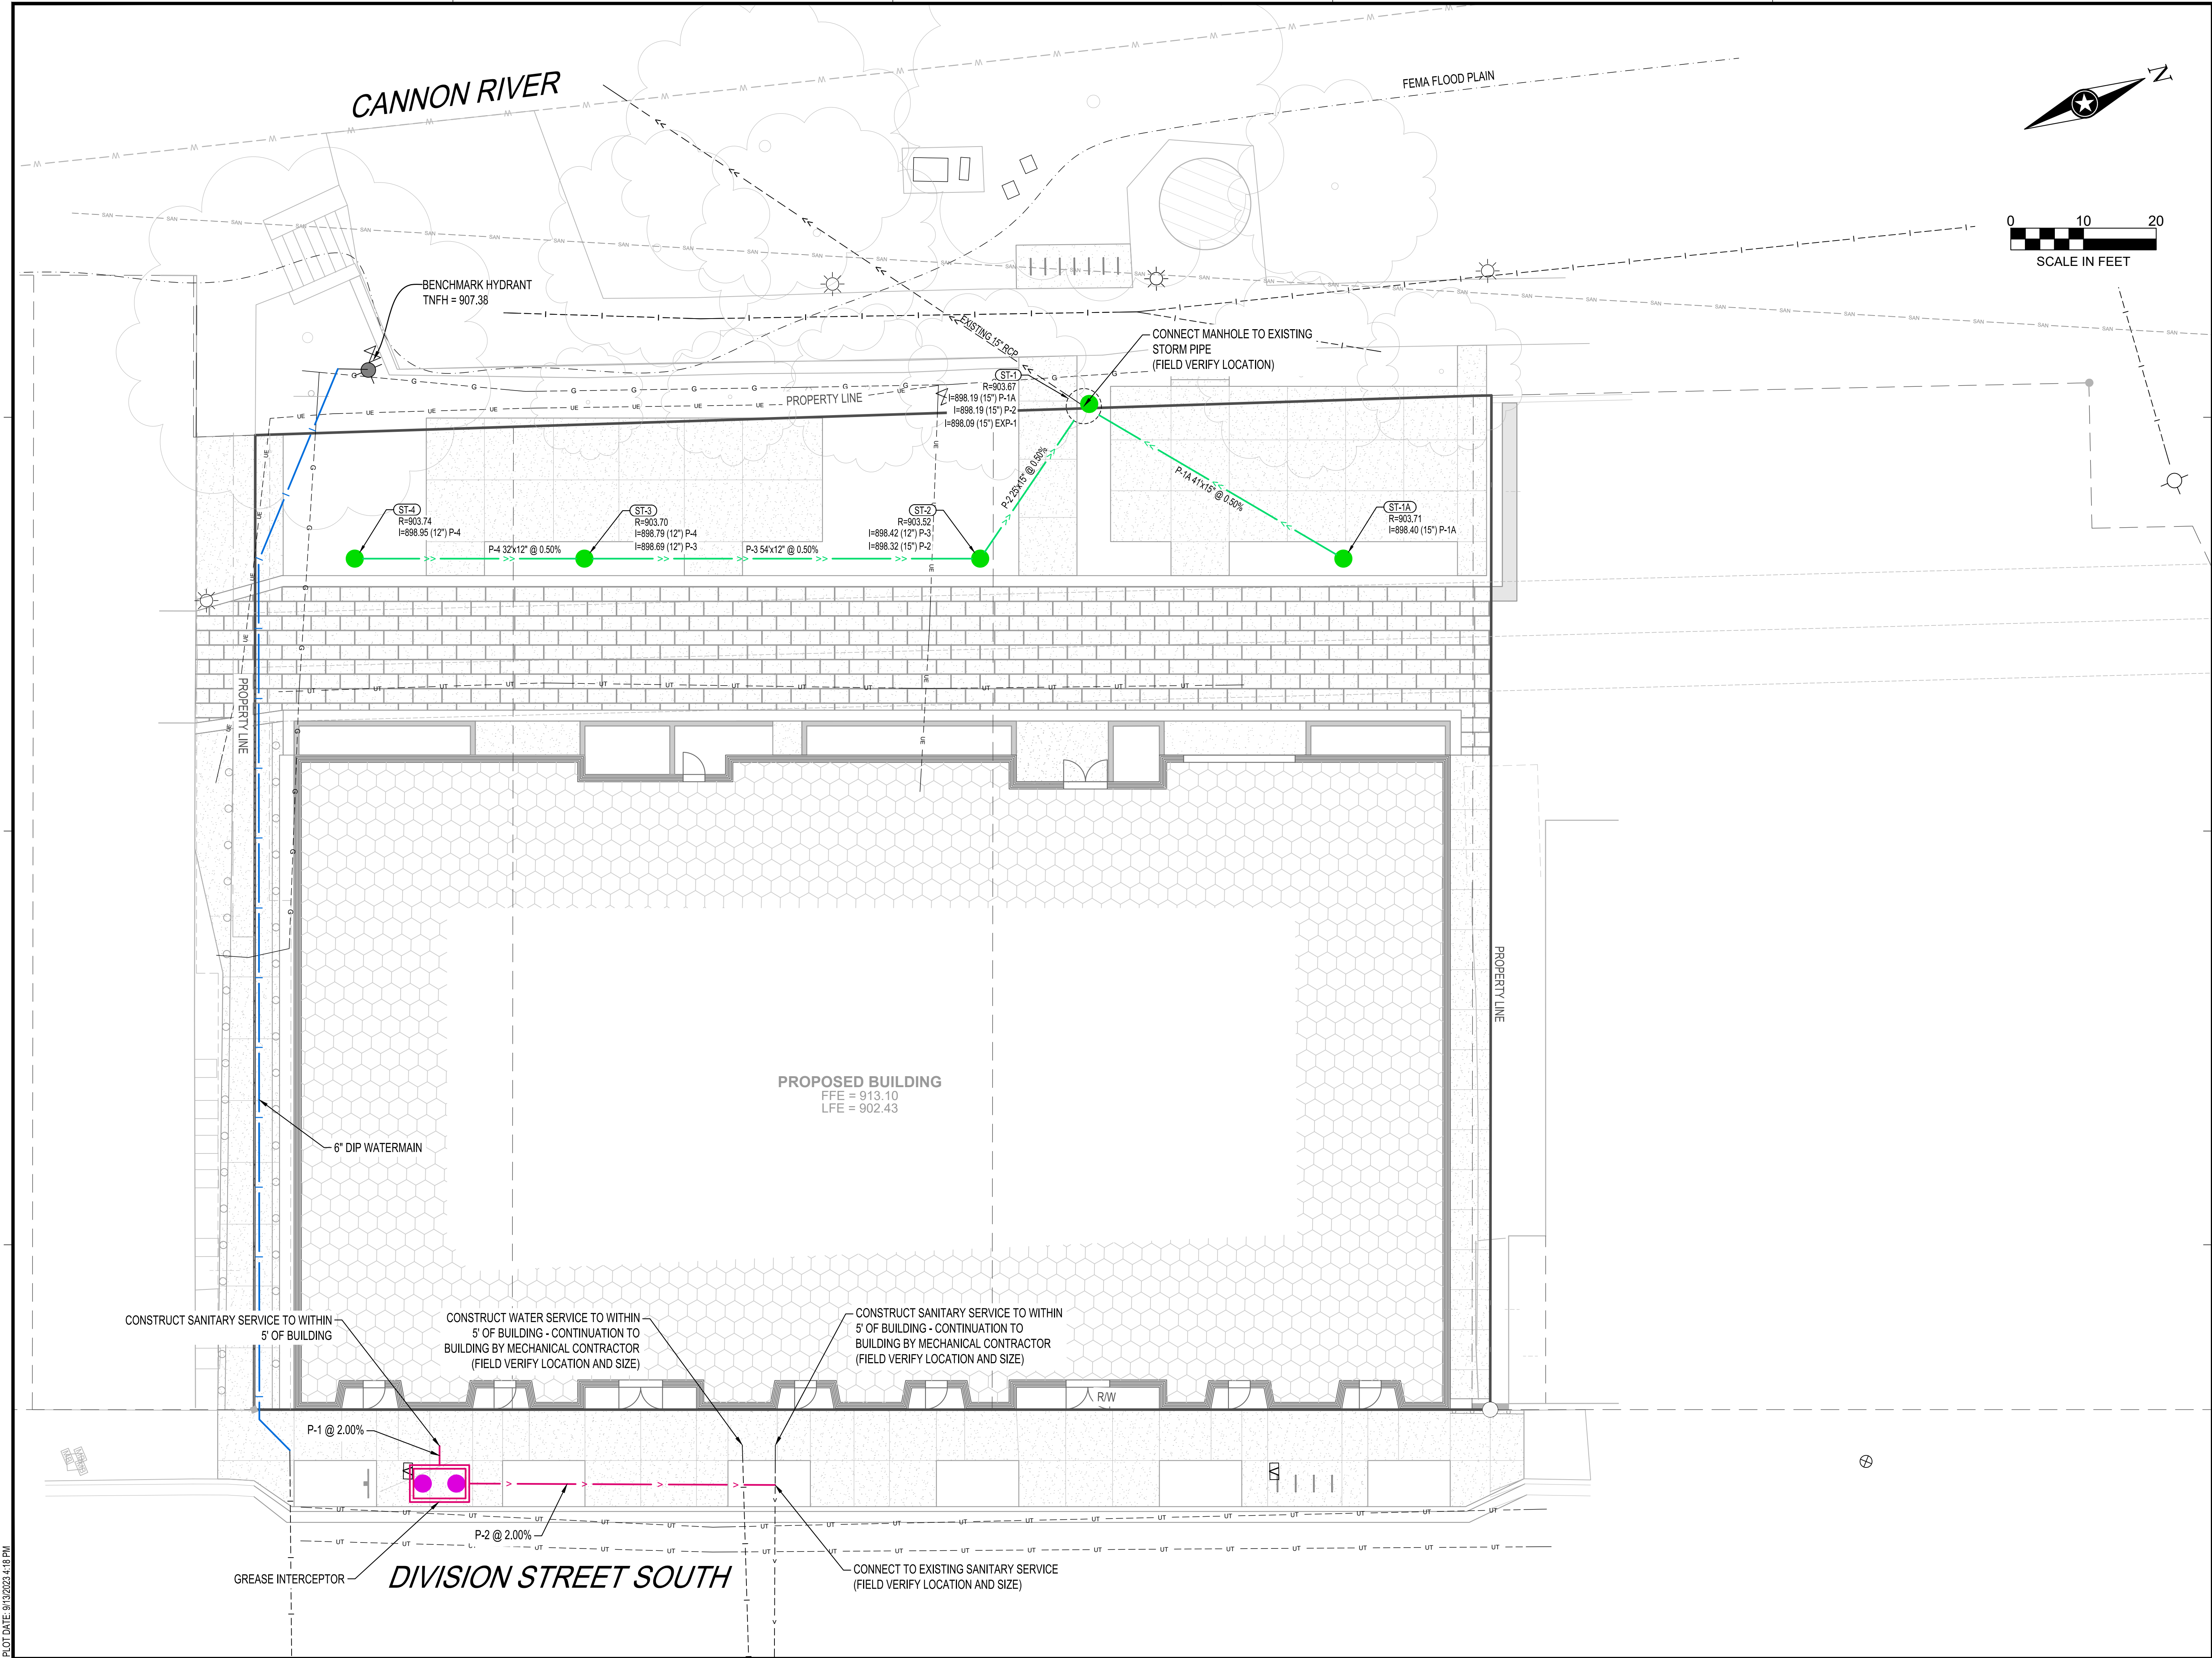 CANNON RIVER
FEMA FLOOD PLAIN
N
0 10 20
SCALE IN FEET
BENCHMARK HYDRANT
TNFH = 907.38
EXISTING 15" RCP
CONNECT MANHOLE TO EXISTING
STORM PIPE
(FIELD VERIFY LOCATION)
ST-1
R=903.67
I=898.19 (15") P-1A
I=898.19 (15") P-2
I=898.09 (15") EXP-1
PROPERTY LINE
P-2 25'x15" @ 0.50%
P-1A 41'x15" @ 0.50%
ST-4
R=903.74
I=898.95 (12") P-4
P-4 32'x12" @ 0.50%
ST-3
R=903.70
I=898.79 (12") P-4
I=898.69 (12") P-3
P-3 54'x12" @ 0.50%
ST-2
R=903.52
I=898.42 (12") P-3
I=898.32 (15") P-2
ST-1A
R=903.71
I=898.40 (15") P-1A
PROPERTY LINE
PROPERTY LINE
PROPOSED BUILDING
FFE = 913.10
LFE = 902.43
6" DIP WATERMAIN
CONSTRUCT SANITARY SERVICE TO WITHIN
5' OF BUILDING
CONSTRUCT WATER SERVICE TO WITHIN
5' OF BUILDING - CONTINUATION TO
BUILDING BY MECHANICAL CONTRACTOR
(FIELD VERIFY LOCATION AND SIZE)
CONSTRUCT SANITARY SERVICE TO WITHIN
5' OF BUILDING - CONTINUATION TO
BUILDING BY MECHANICAL CONTRACTOR
(FIELD VERIFY LOCATION AND SIZE)
R/W
P-1 @ 2.00%
P-2 @ 2.00%
GREASE INTERCEPTOR
DIVISION STREET SOUTH
CONNECT TO EXISTING SANITARY SERVICE
(FIELD VERIFY LOCATION AND SIZE)
PLOT DATE: 9/13/2023 4:18 PM